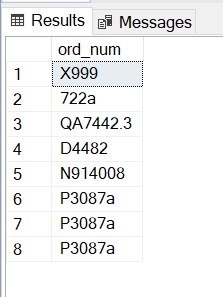 Results Messages
ord_num
1 X999
2 722a
3 QA7442.3
4 D4482
5 N914008
6 P3087a
7 P3087a
8 P3087a